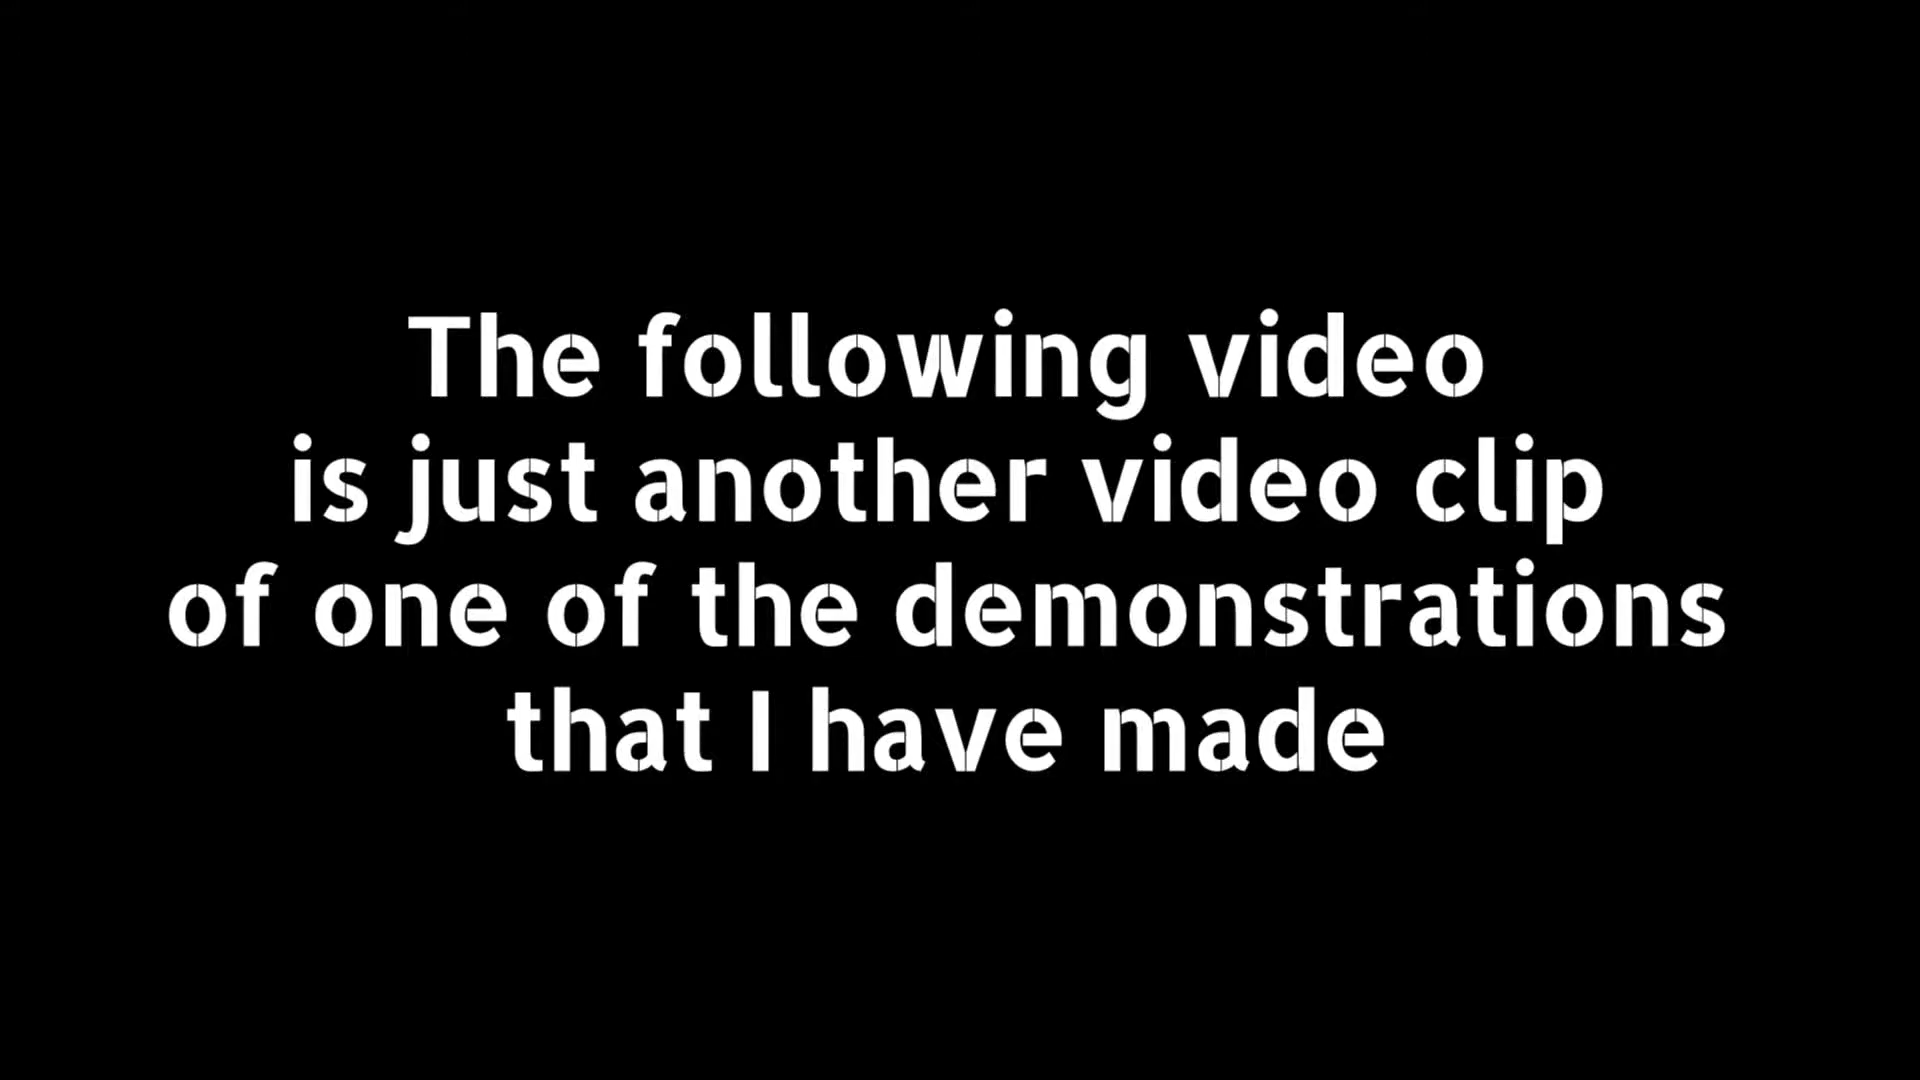 The following video
is just another video clip
of one of the demonstrations
that I have made